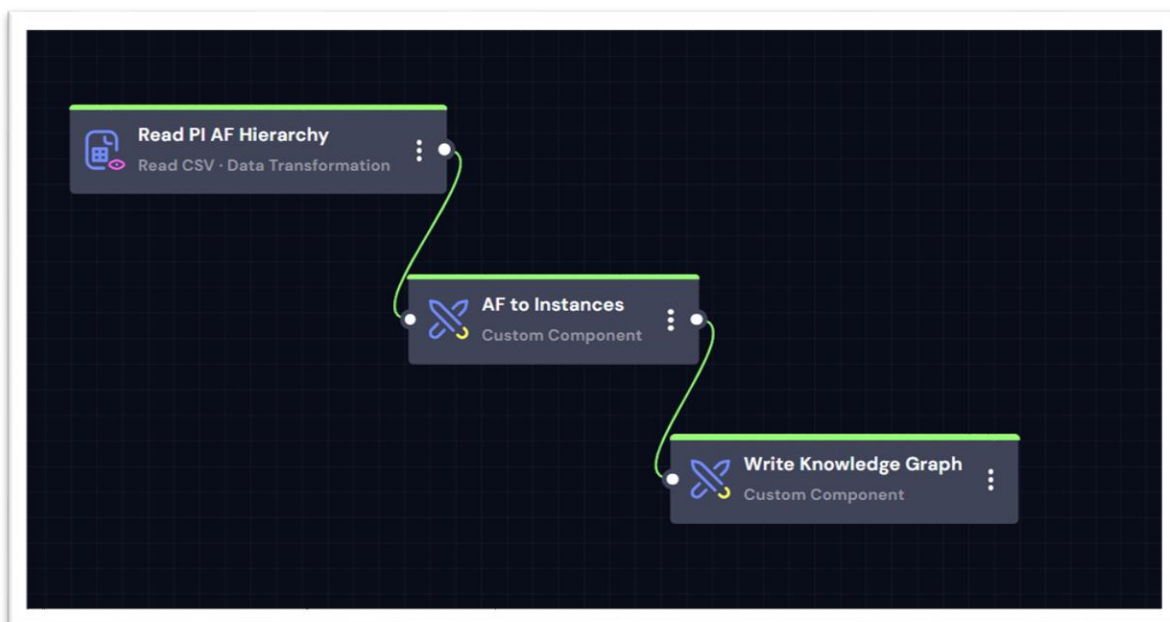 Read PI AF Hierarchy
Read CSV · Data Transformation
AF to Instances
Custom Component
Write Knowledge Graph
Custom Component